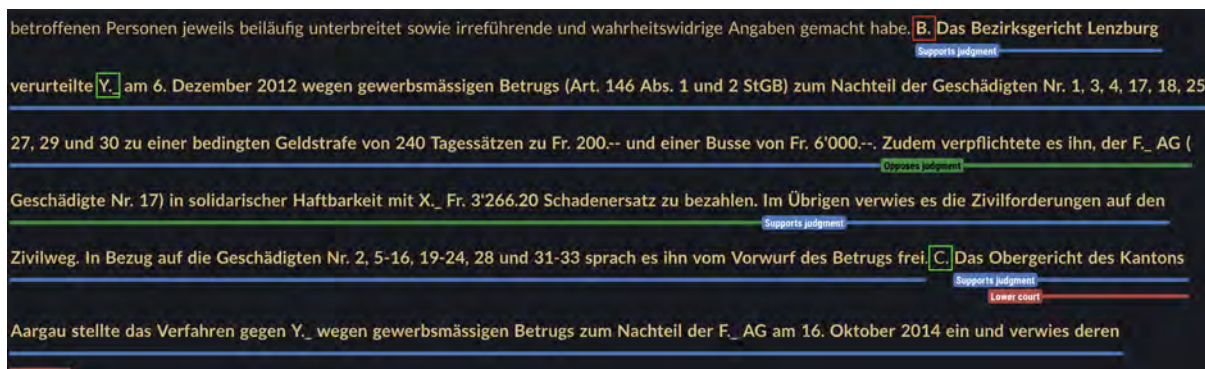 betroffenen Personen jeweils beiläufig unterbreitet sowie irreführende und wahrheitswidrige Angaben gemacht habe. B. Das Bezirksgericht Lenzburg
Supports judgment
verurteilte Y._ am 6. Dezember 2012 wegen gewerbsmässigen Betrugs (Art. 146 Abs. 1 und 2 StGB) zum Nachteil der Geschädigten Nr. 1, 3, 4, 17, 18, 25
27, 29 und 30 zu einer bedingten Geldstrafe von 240 Tagessätzen zu Fr. 200.-- und einer Busse von Fr. 6'000.--. Zudem verpflichtete es ihn, der F._ AG (
Opposes judgment
Geschädigte Nr. 17) in solidarischer Haftbarkeit mit X._ Fr. 3'266.20 Schadenersatz zu bezahlen. Im Übrigen verwies es die Zivilforderungen auf den
Supports judgment
Zivilweg. In Bezug auf die Geschädigten Nr. 2, 5-16, 19-24, 28 und 31-33 sprach es ihn vom Vorwurf des Betrugs frei. C. Das Obergericht des Kantons
Supports judgment
Lower court
Aargau stellte das Verfahren gegen Y._ wegen gewerbsmässigen Betrugs zum Nachteil der F._ AG am 16. Oktober 2014 ein und verwies deren